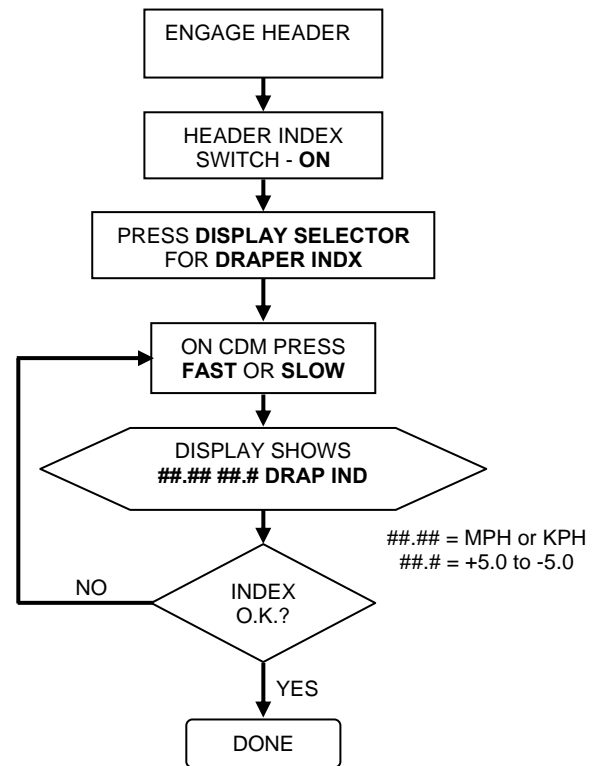 ENGAGE HEADER
HEADER INDEX
SWITCH - ON
PRESS DISPLAY SELECTOR
FOR DRAPER INDX
ON CDM PRESS
FAST OR SLOW
DISPLAY SHOWS
##.## ##.# DRAP IND
##.## = MPH or KPH
##.# = +5.0 to -5.0
NO
INDEX
O.K.?
YES
DONE